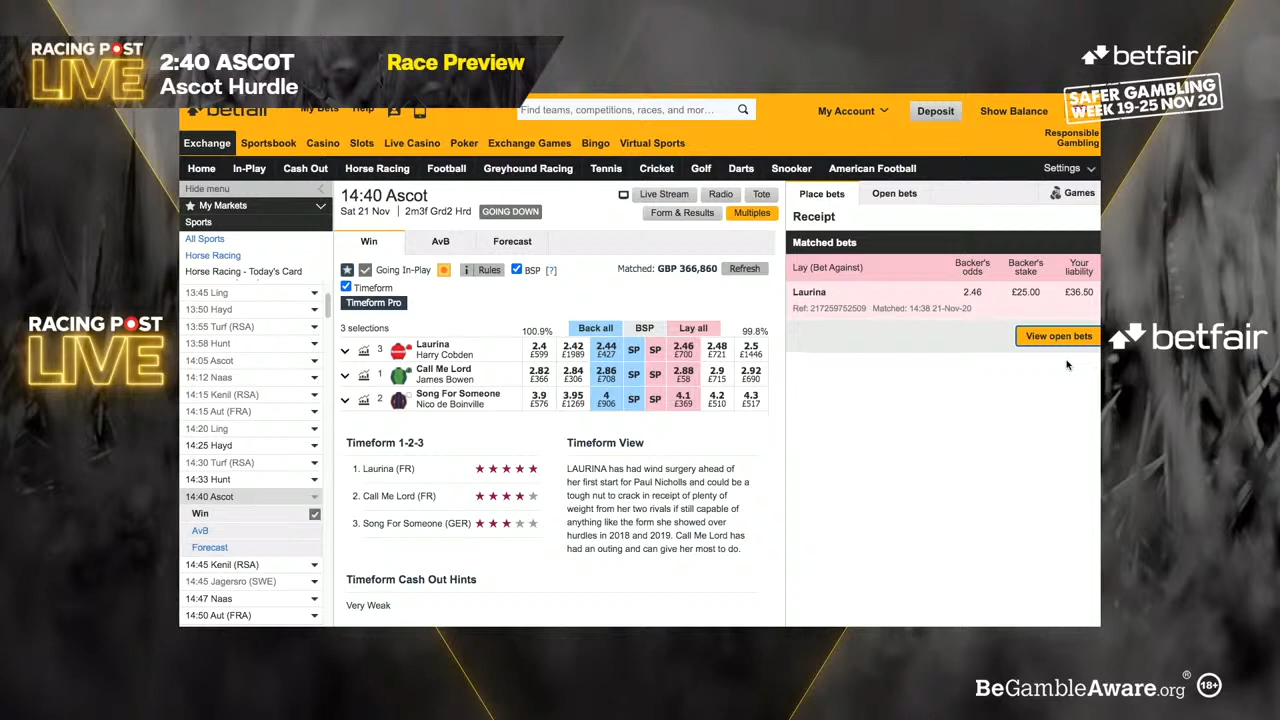 RACING POST
LIVE
2:40 ASCOT
Ascot Hurdle
Race Preview
betfair
SAFER GAMBLING
WEEK 19-25 NOV 20
betfair
My Bets Help
Find teams, competitions, races, and mor…
My Account
Deposit
Show Balance
Responsible
Gambling
Exchange Sportsbook Casino Slots Live Casino Poker Exchange Games Bingo Virtual Sports
Home In-Play Cash Out Horse Racing Football Greyhound Racing Tennis Cricket Golf Darts Snooker American Football Settings
Hide menu
My Markets
Sports
All Sports
Horse Racing
Horse Racing - Today's Card
13:45 Ling
13:50 Hayd
13:55 Turf (RSA)
13:58 Hunt
14:05 Ascot
14:12 Naas
14:15 Kenil (RSA)
14:15 Aut (FRA)
14:20 Ling
14:25 Hayd
14:30 Turf (RSA)
14:33 Hunt
14:40 Ascot
Win
AvB
Forecast
14:45 Kenil (RSA)
14:45 Jagersro (SWE)
14:47 Naas
14:50 Aut (FRA)
14:40 Ascot
Sat 21 Nov | 2m3f Grd2 Hrd GOING DOWN
Live Stream Radio Tote
Form & Results Multiples
Win AvB Forecast
Going In-Play i Rules BSP [?]
Matched: GBP 366,860 Refresh
Timeform
Timeform Pro
3 selections 100.9% Back all BSP Lay all 99.8%
3 Laurina 2.4 2.42 2.44 SP SP 2.46 2.48 2.5
Harry Cobden £599 £1989 £427 £700 £721 £1446
1 Call Me Lord 2.82 2.84 2.86 SP SP 2.88 2.9 2.92
James Bowen £366 £306 £708 £58 £715 £690
2 Song For Someone 3.9 3.95 4 SP SP 4.1 4.2 4.3
Nico de Boinville £576 £1269 £906 £369 £510 £517
Timeform 1-2-3
1. Laurina (FR)
2. Call Me Lord (FR)
3. Song For Someone (GER)
Timeform View
LAURINA has had wind surgery ahead of
her first start for Paul Nicholls and could be a
tough nut to crack in receipt of plenty of
weight from her two rivals if still capable of
anything like the form she showed over
hurdles in 2018 and 2019. Call Me Lord has
had an outing and can give her most to do.
Timeform Cash Out Hints
Very Weak
Place bets Open bets Games
Receipt
Matched bets
Lay (Bet Against)
Backer's
odds
Backer's
stake
Your
liability
Laurina 2.46 £25.00 £36.50
Ref: 217259752509 Matched: 14:38 21-Nov-20
View open bets
RACING POST
LIVE
betfair
BeGambleAware.org®
18+